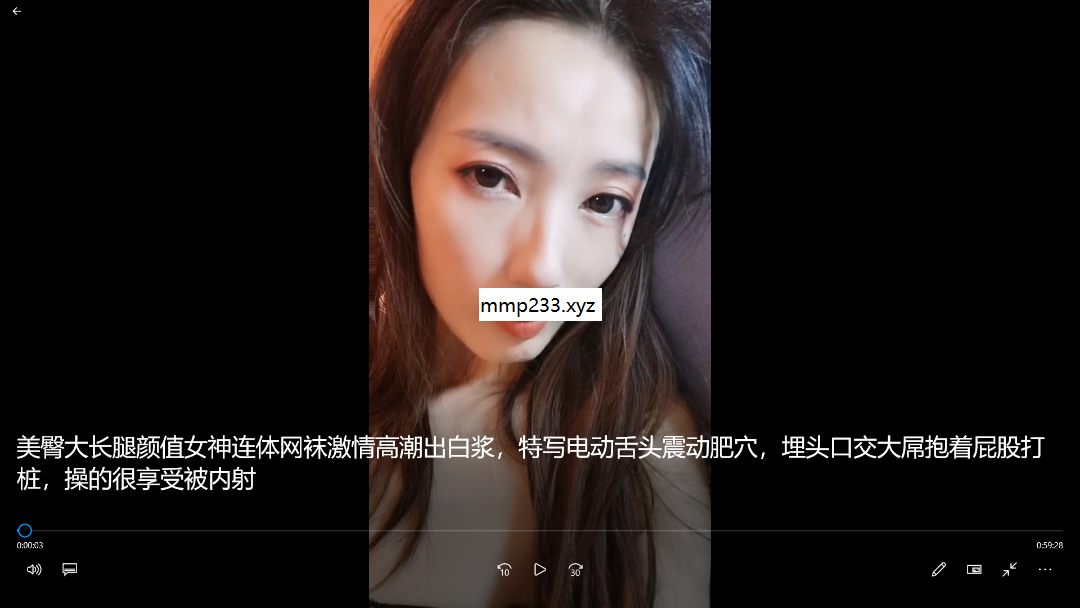 mmp233.xyz
美臀大长腿颜值女神连体网袜激情高潮出白浆，特写电动舌头震动肥穴，埋头口交大屌抱着屁股打
桩，操的很享受被内射
0:00:03
0:59:28
10
30